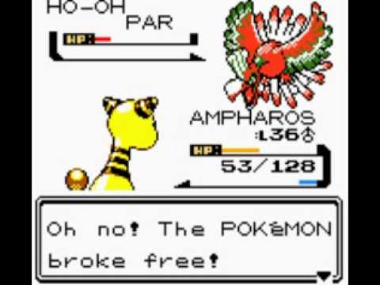 HO-OH
PAR
HP:
AMPHAROS
:L36♂
HP:
53/128
Oh no! The POKéMON
broke free!